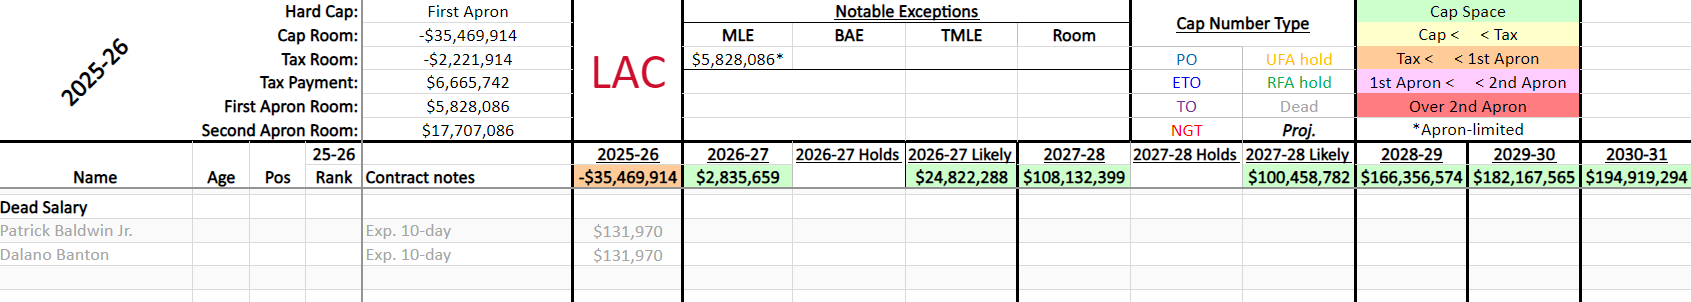 2025-26
Hard Cap: First Apron
Cap Room: -$35,469,914
Tax Room: -$2,221,914
Tax Payment: $6,665,742
First Apron Room: $5,828,086
Second Apron Room: $17,707,086
LAC
Notable Exceptions
MLE BAE TMLE Room
$5,828,086*
Cap Number Type
PO UFA hold
ETO RFA hold
TO Dead
NGT Proj.
Cap Space
Cap < < Tax
Tax < < 1st Apron
1st Apron < < 2nd Apron
Over 2nd Apron
*Apron-limited
Name Age Pos 25-26 Rank Contract notes 2025-26 2026-27 2026-27 Holds 2026-27 Likely 2027-28 2027-28 Holds 2027-28 Likely 2028-29 2029-30 2030-31
-$35,469,914 $2,835,659 $24,822,288 $108,132,399 $100,458,782 $166,356,574 $182,167,565 $194,919,294
Dead Salary
Patrick Baldwin Jr. Exp. 10-day $131,970
Dalano Banton Exp. 10-day $131,970